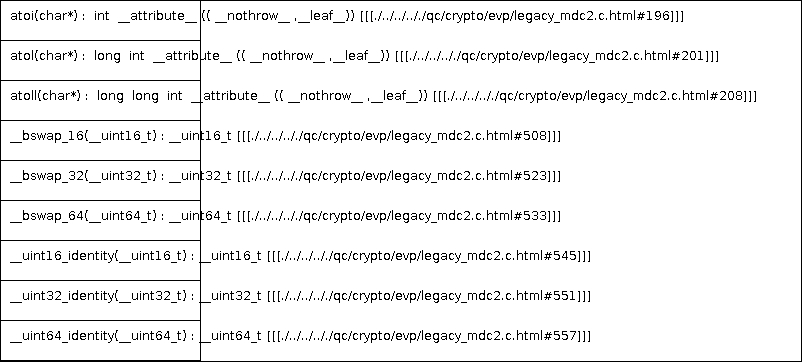 atoi(char*) : int __attribute__ (( __nothrow__ ,__leaf__)) [[[./../../../qc/crypto/evp/legacy_mdc2.c.html#196]]]
atol(char*) : long int __attribute__ (( __nothrow__ ,__leaf__)) [[[./../../../qc/crypto/evp/legacy_mdc2.c.html#201]]]
atoll(char*) : long long int __attribute__ (( __nothrow__ ,__leaf__)) [[[./../../../qc/crypto/evp/legacy_mdc2.c.html#208]]]
__bswap_16(__uint16_t) : __uint16_t [[[./../../../qc/crypto/evp/legacy_mdc2.c.html#508]]]
__bswap_32(__uint32_t) : __uint32_t [[[./../../../qc/crypto/evp/legacy_mdc2.c.html#523]]]
__bswap_64(__uint64_t) : __uint64_t [[[./../../../qc/crypto/evp/legacy_mdc2.c.html#533]]]
__uint16_identity(__uint16_t) : __uint16_t [[[./../../../qc/crypto/evp/legacy_mdc2.c.html#545]]]
__uint32_identity(__uint32_t) : __uint32_t [[[./../../../qc/crypto/evp/legacy_mdc2.c.html#551]]]
__uint64_identity(__uint64_t) : __uint64_t [[[./../../../qc/crypto/evp/legacy_mdc2.c.html#557]]]